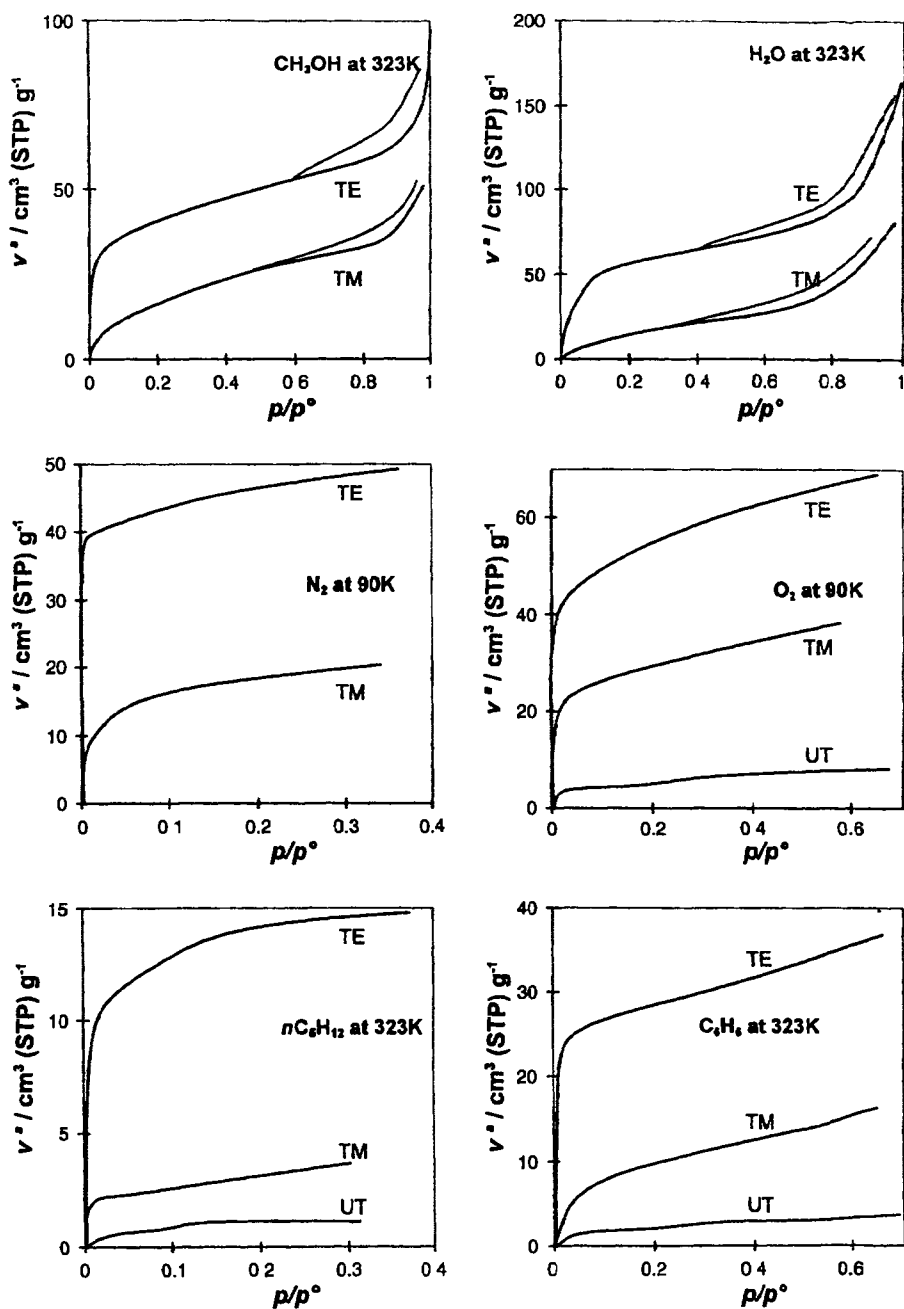 CH₃OH at 323K
vᵃ / cm³ (STP) g⁻¹
100
50
0
TE
TM
0 0.2 0.4 0 6 0.8 1
p/p°
H₂O at 323K
vᵃ / cm³ (STP) g⁻¹
200
150
100
50
0
TE
TM
0 0.2 0 4 0.6 0.8 1
p/p°
N₂ at 90K
vᵃ / cm³ (STP) g⁻¹
50
40
30
20
10
0
TE
TM
0 0.1 0.2 0.3 0.4
p/p°
O₂ at 90K
vᵃ / cm³ (STP) g⁻¹
60
40
20
0
TE
TM
UT
0 0.2 0 4 0.6
p/p°
nC₆H₁₂ at 323K
vᵃ / cm³ (STP) g⁻¹
15
10
5
0
TE
TM
UT
0 0.1 0.2 0.3 0 4
p/p°
C₆H₆ at 323K
vᵃ / cm³ (STP) g⁻¹
40
30
20
10
0
TE
TM
UT
0 0.2 0 4 0.6
p/p°